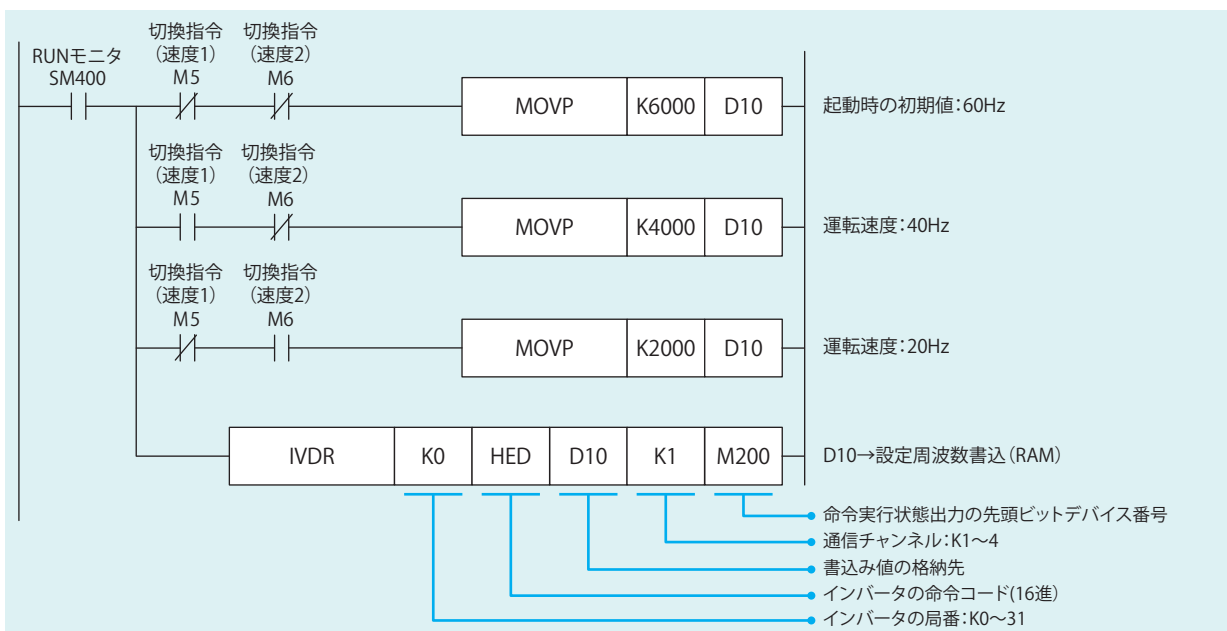 切換指令 切換指令
RUNモニタ (速度1) (速度2)
SM400 M5 M6
MOVP K6000 D10 起動時の初期値:60Hz
切換指令 切換指令
(速度1) (速度2)
M5 M6
MOVP K4000 D10 運転速度:40Hz
切換指令 切換指令
(速度1) (速度2)
M5 M6
MOVP K2000 D10 運転速度:20Hz
IVDR K0 HED D10 K1 M200 D10→設定周波数書込(RAM)
命令実行状態出力の先頭ビットデバイス番号
通信チャンネル:K1〜4
書込み値の格納先
インバータの命令コード(16進)
インバータの局番:K0〜31